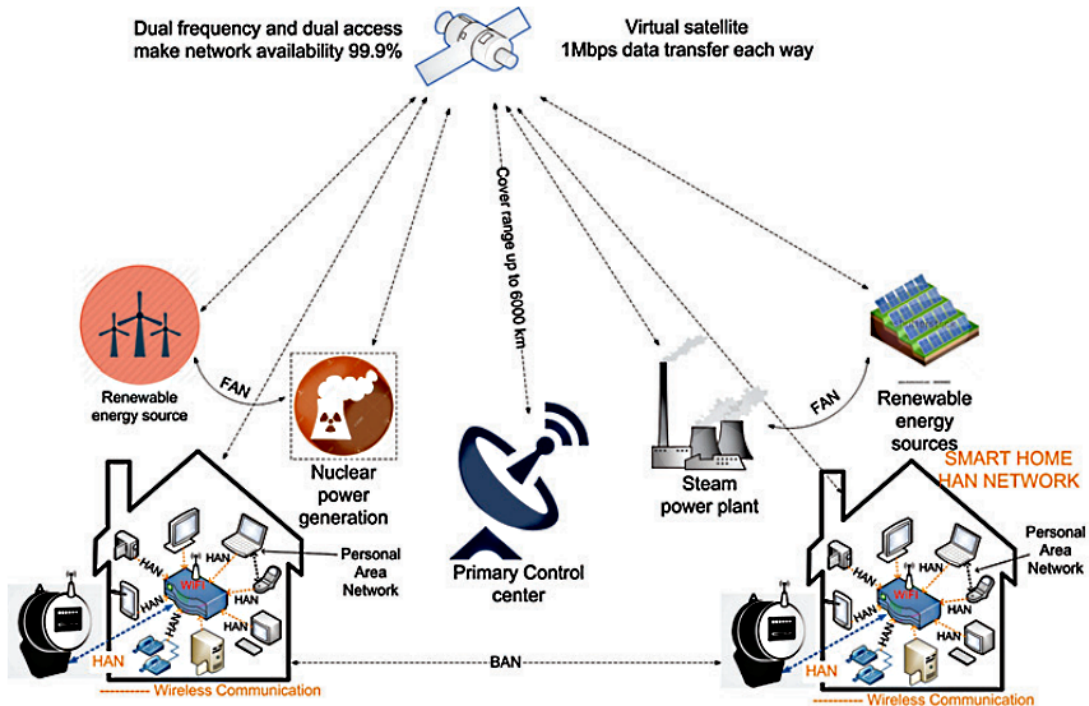 Dual frequency and dual access
make network availability 99.9%
Virtual satellite
1Mbps data transfer each way
Cover range up to 6000 km
Renewable
energy source
FAN
Nuclear
power
generation
Primary Control
center
Steam
power plant
FAN
Renewable
energy
sources
SMART HOME
HAN NETWORK
HAN
HAN
HAN
HAN
HAN
HAN
WiFi
Personal
Area
Network
HAN
Wireless Communication
BAN
HAN
HAN
HAN
HAN
HAN
HAN
WiFi
Personal
Area
Network
HAN
Wireless Communication